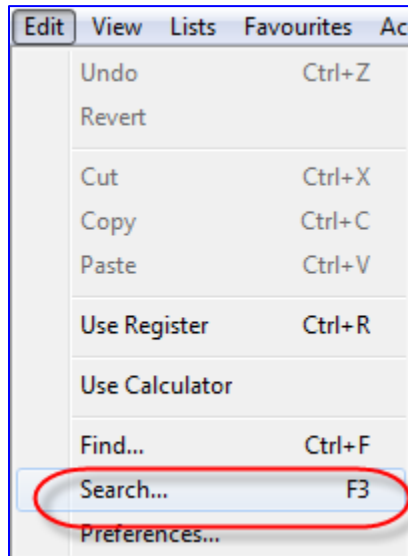 Edit View Lists Favourites Ac
Undo Ctrl+Z
Revert
Cut Ctrl+X
Copy Ctrl+C
Paste Ctrl+V
Use Register Ctrl+R
Use Calculator
Find... Ctrl+F
Search... F3
Preferences...